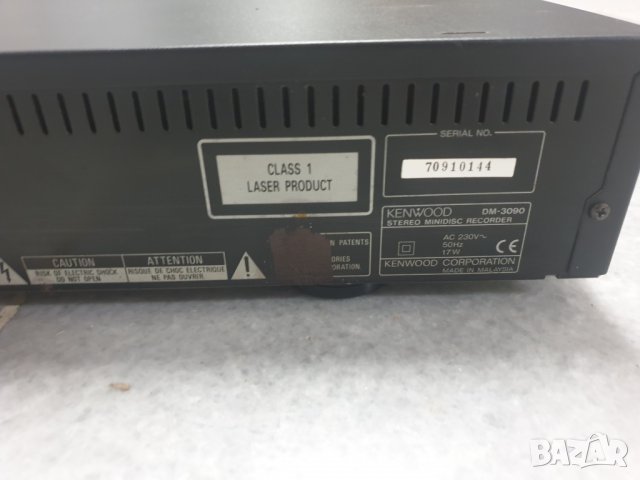 CLASS 1
LASER PRODUCT
SERIAL NO.
70910144
KENWOOD DM-3090
STEREO MINIDISC RECORDER
AC 230V~
50Hz
17W
CE
KENWOOD CORPORATION
MADE IN MALAYSIA
CAUTION
RISK OF ELECTRIC SHOCK
DO NOT OPEN
ATTENTION
RISQUE DE CHOC ELECTRIQUE
NE PAS OUVRIR
PATENTS
BAZAR